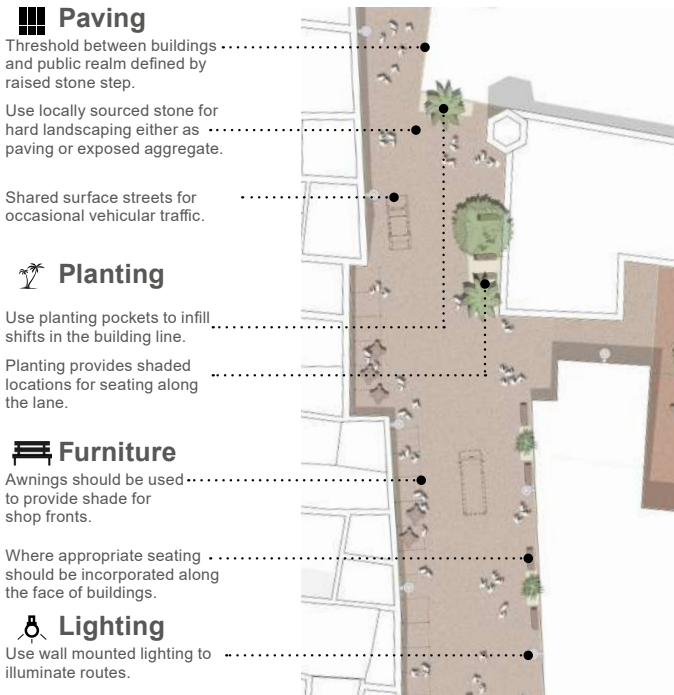 Paving
Threshold between buildings
and public realm defined by
raised stone step.
Use locally sourced stone for
hard landscaping either as
paving or exposed aggregate.
Shared surface streets for
occasional vehicular traffic.
Planting
Use planting pockets to infill
shifts in the building line.
Planting provides shaded
locations for seating along
the lane.
Furniture
Awnings should be used
to provide shade for
shop fronts.
Where appropriate seating
should be incorporated along
the face of buildings.
Lighting
Use wall mounted lighting to
illuminate routes.